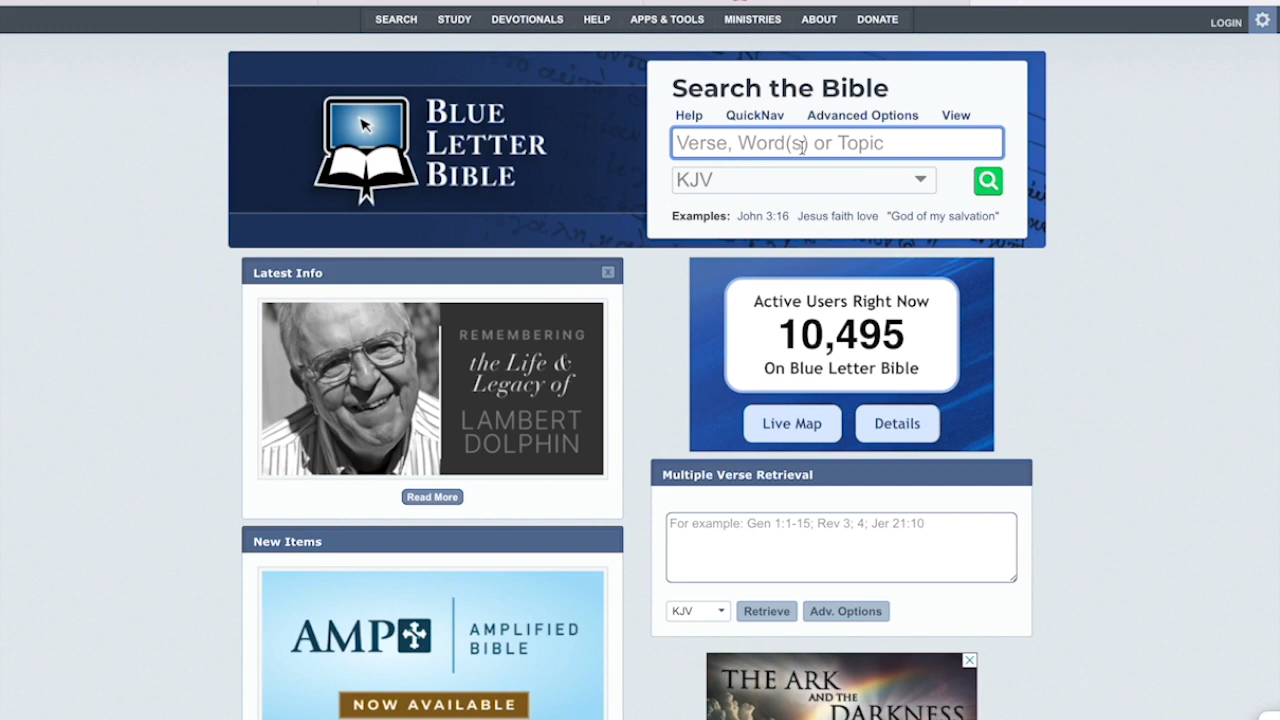 SEARCH STUDY DEVOTIONALS HELP APPS & TOOLS MINISTRIES ABOUT DONATE
LOGIN
BLUE
LETTER
BIBLE
Search the Bible
Help QuickNav Advanced Options View
Verse, Word(s) or Topic
KJV
Examples: John 3:16 Jesus faith love "God of my salvation"
Latest Info
x
REMEMBERING
the Life &
Legacy of
LAMBERT
DOLPHIN
Read More
New Items
AMP
AMPLIFIED
BIBLE
NOW AVAILABLE
Active Users Right Now
10,495
On Blue Letter Bible
Live Map Details
Multiple Verse Retrieval
For example: Gen 1:1-15; Rev 3; 4; Jer 21:10
KJV Retrieve Adv. Options
THE ARK
AND THE
DARKNESS